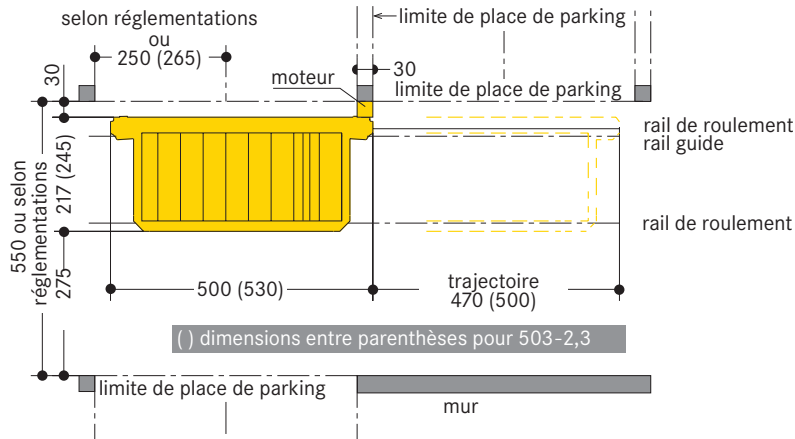 selon réglementations
ou
250 (265)
limite de place de parking
30
30
moteur
limite de place de parking
rail de roulement
rail guide
550 ou selon
réglementations
217 (245)
rail de roulement
275
500 (530)
trajectoire
470 (500)
( ) dimensions entre parenthèses pour 503-2,3
limite de place de parking
mur